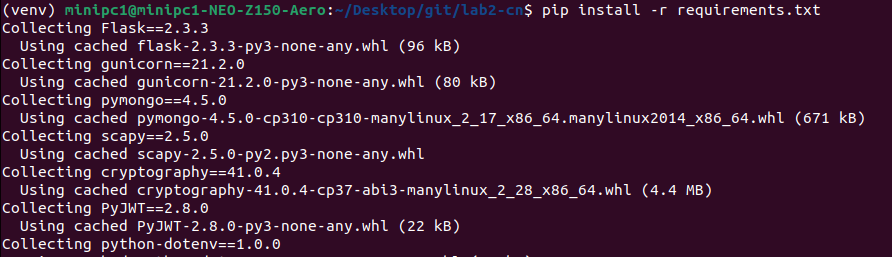 (venv) minipc1@minipc1-NEO-Z150-Aero:~/Desktop/git/lab2-cn$ pip install -r requirements.txt
Collecting Flask==2.3.3
  Using cached flask-2.3.3-py3-none-any.whl (96 kB)
Collecting gunicorn==21.2.0
  Using cached gunicorn-21.2.0-py3-none-any.whl (80 kB)
Collecting pymongo==4.5.0
  Using cached pymongo-4.5.0-cp310-cp310-manylinux_2_17_x86_64.manylinux2014_x86_64.whl (671 kB)
Collecting scapy==2.5.0
  Using cached scapy-2.5.0-py2.py3-none-any.whl
Collecting cryptography==41.0.4
  Using cached cryptography-41.0.4-cp37-abi3-manylinux_2_28_x86_64.whl (4.4 MB)
Collecting PyJWT==2.8.0
  Using cached PyJWT-2.8.0-py3-none-any.whl (22 kB)
Collecting python-dotenv==1.0.0